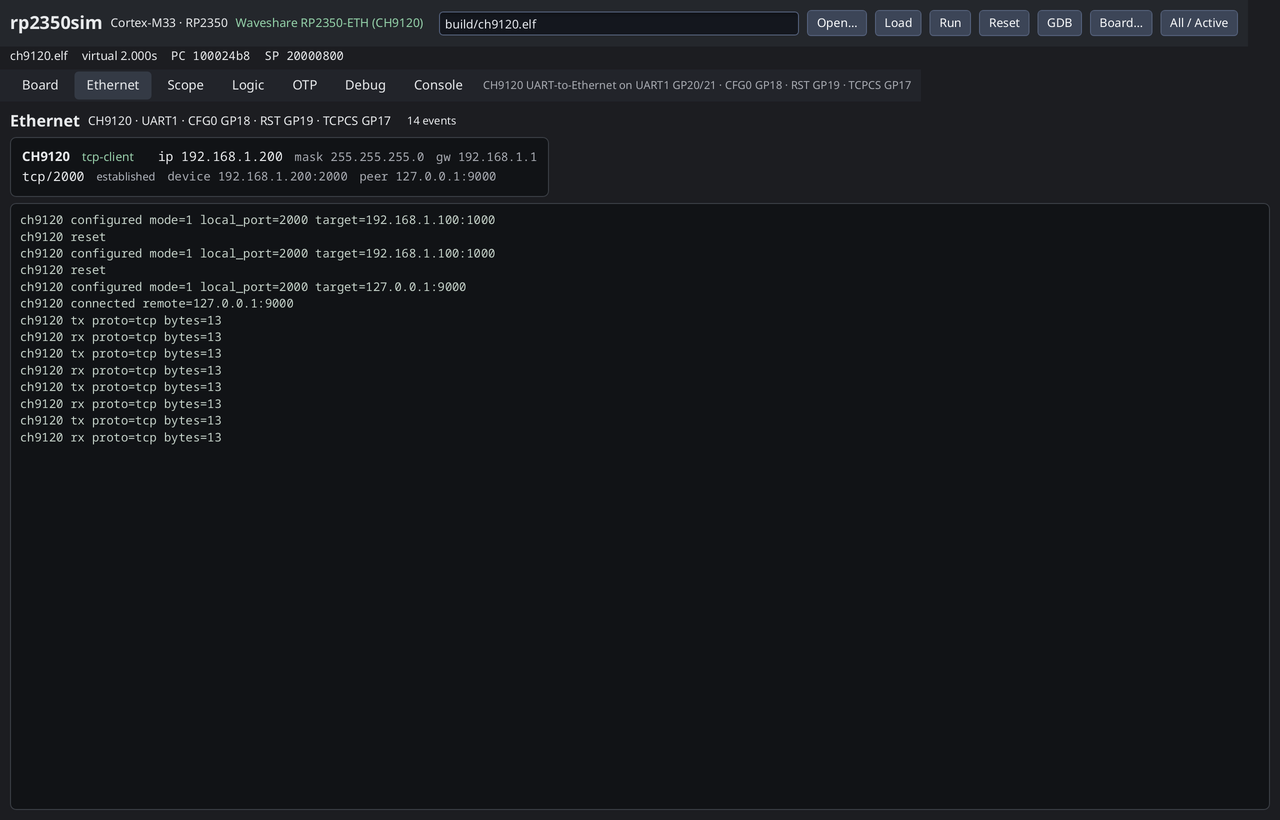 rp2350sim Cortex-M33 · RP2350 Waveshare RP2350-ETH (CH9120) build/ch9120.elf Open... Load Run Reset GDB Board... All / Active
ch9120.elf virtual 2.000s PC 100024b8 SP 20000800
Board Ethernet Scope Logic OTP Debug Console CH9120 UART-to-Ethernet on UART1 GP20/21 · CFG0 GP18 · RST GP19 · TCPCS GP17
Ethernet CH9120 · UART1 · CFG0 GP18 · RST GP19 · TCPCS GP17 14 events
CH9120 tcp-client ip 192.168.1.200 mask 255.255.255.0 gw 192.168.1.1
tcp/2000 established device 192.168.1.200:2000 peer 127.0.0.1:9000
ch9120 configured mode=1 local_port=2000 target=192.168.1.100:1000
ch9120 reset
ch9120 configured mode=1 local_port=2000 target=192.168.1.100:1000
ch9120 reset
ch9120 configured mode=1 local_port=2000 target=127.0.0.1:9000
ch9120 connected remote=127.0.0.1:9000
ch9120 tx proto=tcp bytes=13
ch9120 rx proto=tcp bytes=13
ch9120 tx proto=tcp bytes=13
ch9120 rx proto=tcp bytes=13
ch9120 tx proto=tcp bytes=13
ch9120 rx proto=tcp bytes=13
ch9120 tx proto=tcp bytes=13
ch9120 rx proto=tcp bytes=13